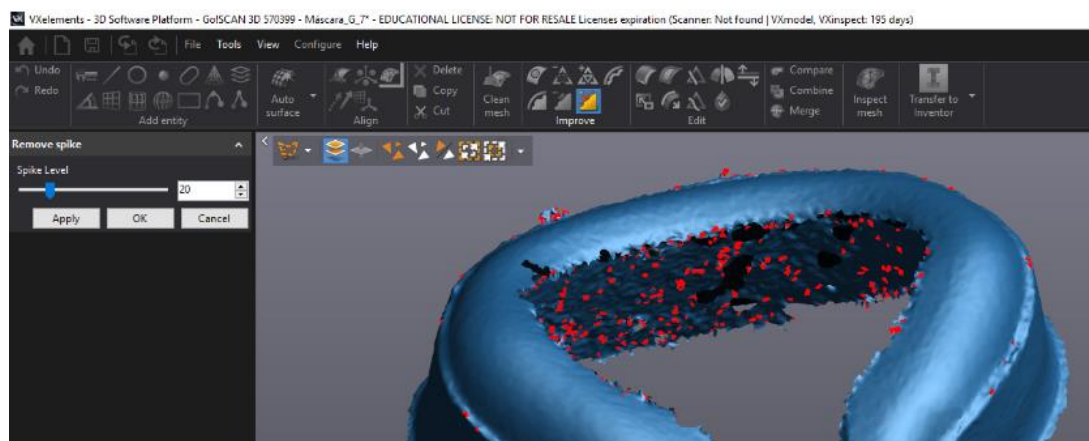 VXelements - 3D Software Platform - Go!SCAN 3D 570399 - Máscara_G_7* - EDUCATIONAL LICENSE: NOT FOR RESALE Licenses expiration (Scanner: Not found | VXmodel, VXinspect: 195 days)
File Tools View Configure Help
Undo
Redo
Add entity
Auto surface
Align
Delete
Copy
Cut
Clean mesh
Improve
Edit
Compare
Combine
Merge
Inspect mesh
Transfer to Inventor
Remove spike
Spike Level
20
Apply OK Cancel